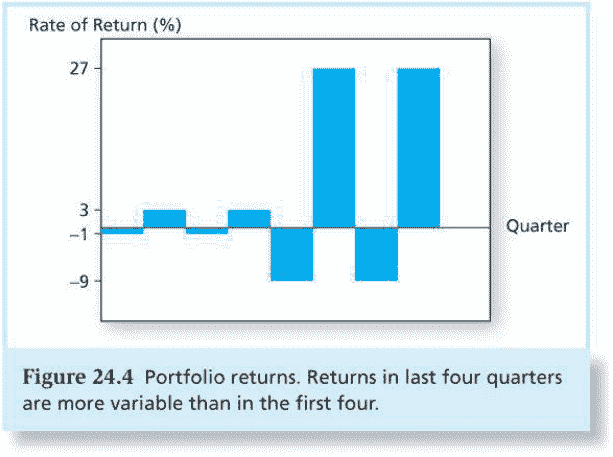 Rate of Return (%)
27
3
−1
−9
Quarter
Figure 24.4 Portfolio returns. Returns in last four quarters
are more variable than in the first four.